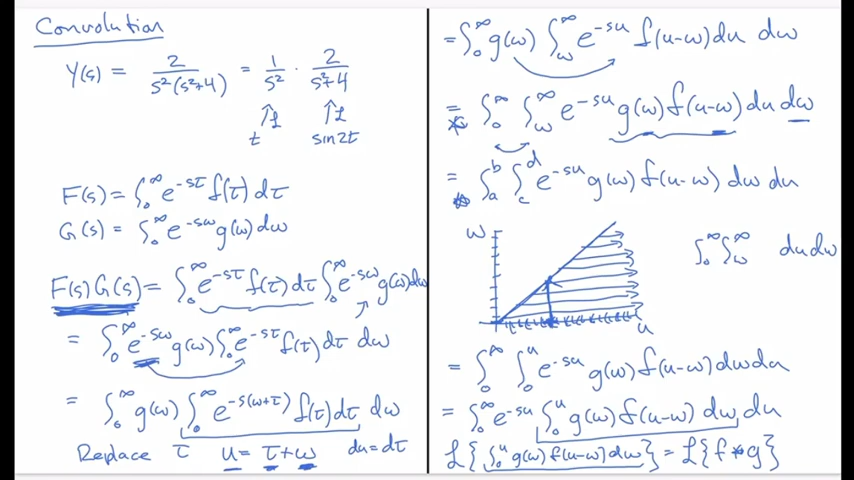 Convolution
Y(s) = 2/(s²(s²+4)) = 1/s² · 2/(s²+4)
↑ℒ ↑ℒ
t sin2t
F(s) = ∫₀^∞ e^{-sτ} f(τ) dτ
G(s) = ∫₀^∞ e^{-sω} g(ω) dω
F(s)G(s) = ∫₀^∞ e^{-sτ} f(τ) dτ ∫₀^∞ e^{-sω} g(ω) dω
= ∫₀^∞ e^{-sω} g(ω) ∫₀^∞ e^{-sτ} f(τ) dτ dω
= ∫₀^∞ g(ω) ∫₀^∞ e^{-s(ω+τ)} f(τ) dτ dω
Replace τ u = τ + ω du = dτ
= ∫₀^∞ g(ω) ∫_ω^∞ e^{-su} f(u-ω) du dω
= ∫₀^∞ ∫_ω^∞ e^{-su} g(ω) f(u-ω) du dω
= ∫_a^b ∫_c^d e^{-su} g(ω) f(u-ω) dω du
ω ∫₀^∞ ∫_ω^∞ du dω
u
= ∫₀^∞ ∫₀^u e^{-su} g(ω) f(u-ω) dω du
= ∫₀^∞ e^{-su} ∫₀^u g(ω) f(u-ω) dω du
ℒ{∫₀^u g(ω) f(u-ω) dω} = ℒ{f * g}